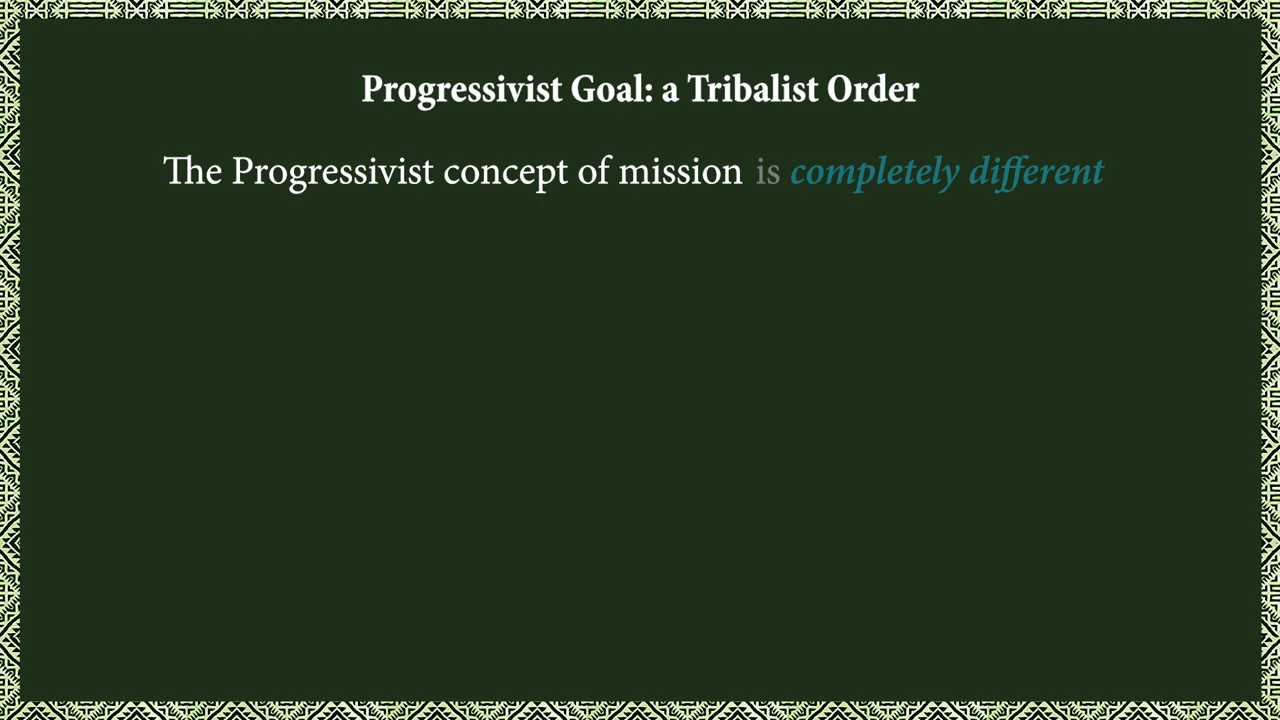 Progressivist Goal: a Tribalist Order
The Progressivist concept of mission is completely different